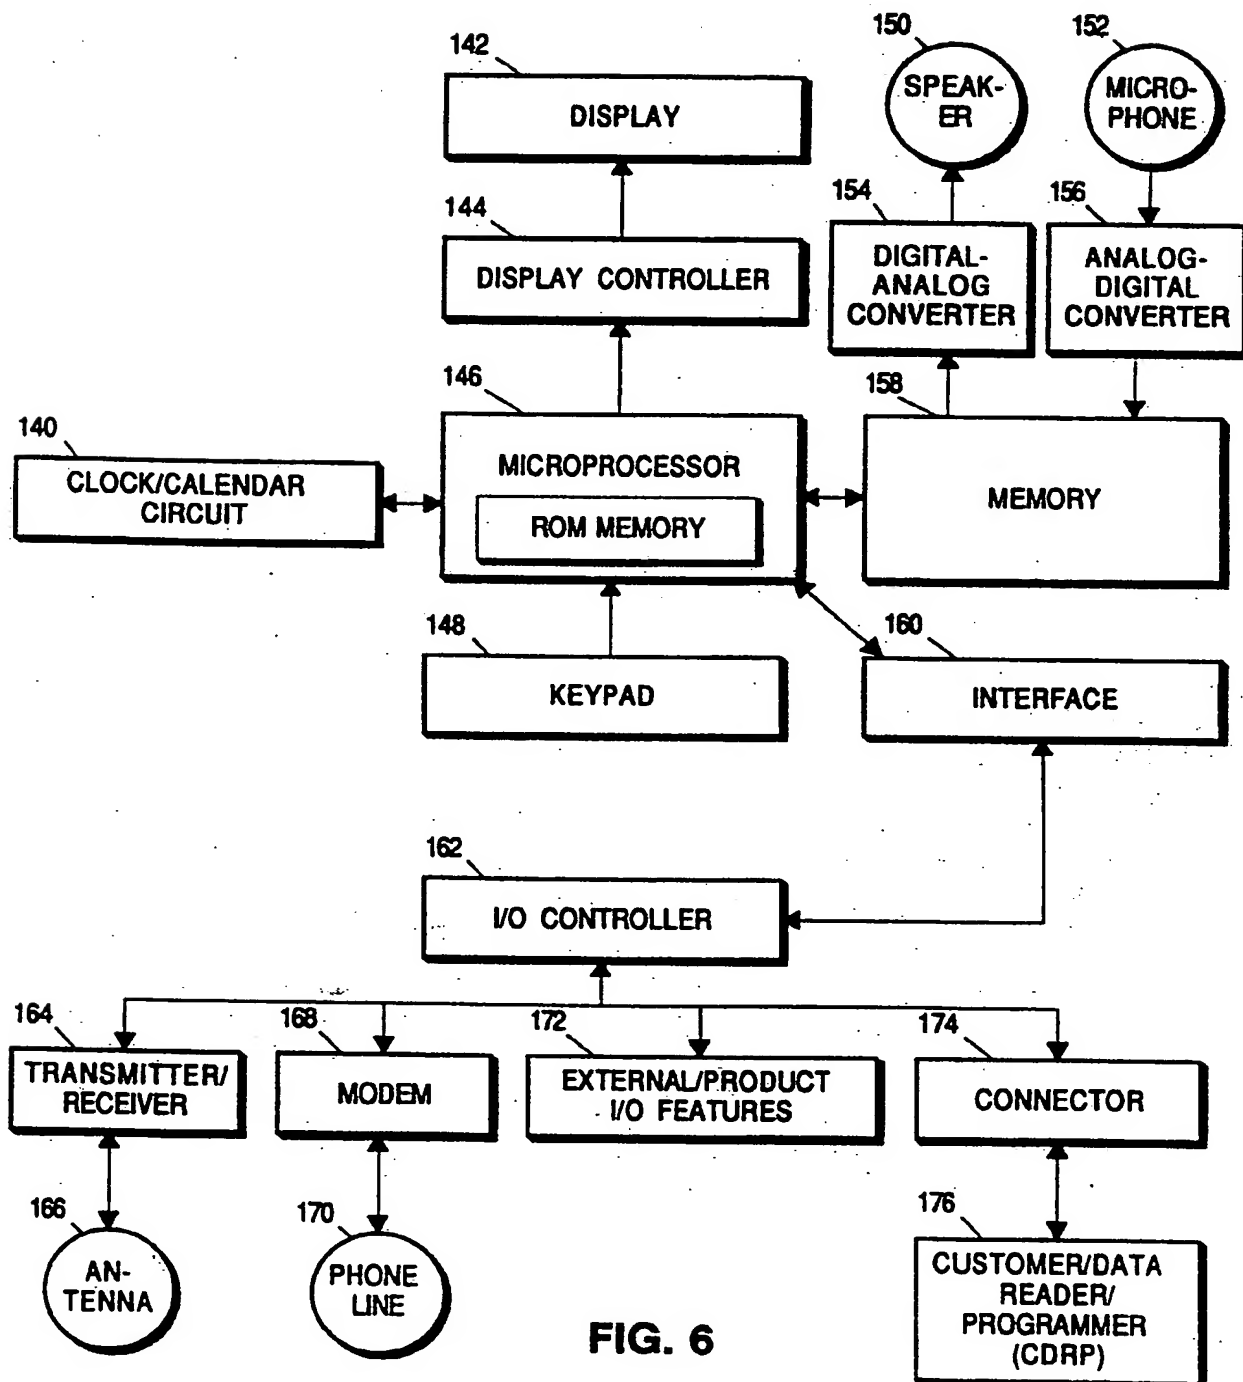 142
DISPLAY
150
SPEAK-
ER
152
MICRO-
PHONE
144
DISPLAY CONTROLLER
154
DIGITAL-
ANALOG
CONVERTER
156
ANALOG-
DIGITAL
CONVERTER
140
CLOCK/CALENDAR
CIRCUIT
146
MICROPROCESSOR
ROM MEMORY
158
MEMORY
148
KEYPAD
160
INTERFACE
162
I/O CONTROLLER
164
TRANSMITTER/
RECEIVER
168
MODEM
172
EXTERNAL/PRODUCT
I/O FEATURES
174
CONNECTOR
166
AN-
TENNA
170
PHONE
LINE
176
CUSTOMER/DATA
READER/
PROGRAMMER
(CDRP)
FIG. 6